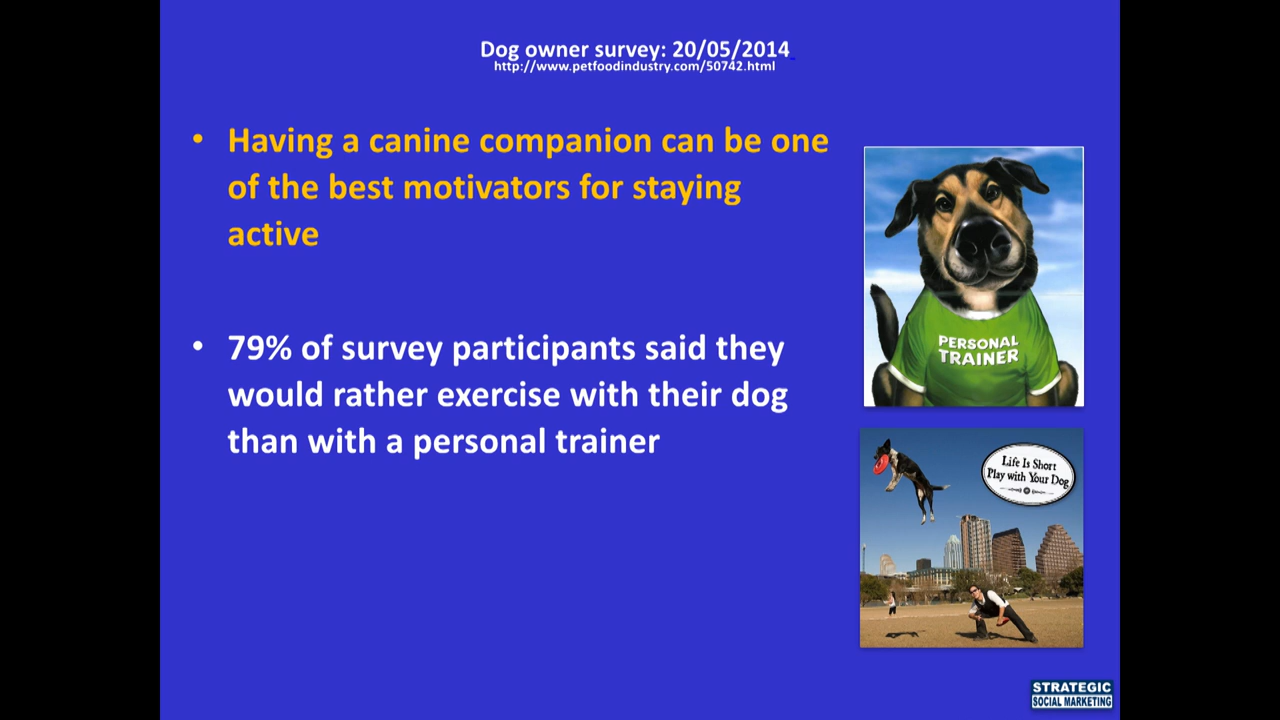 Dog owner survey: 20/05/2014
http://www.petfoodindustry.com/50742.html
• Having a canine companion can be one
of the best motivators for staying
active
• 79% of survey participants said they
would rather exercise with their dog
than with a personal trainer
PERSONAL
TRAINER
Life Is Short
Play with Your Dog
STRATEGIC
SOCIAL MARKETING